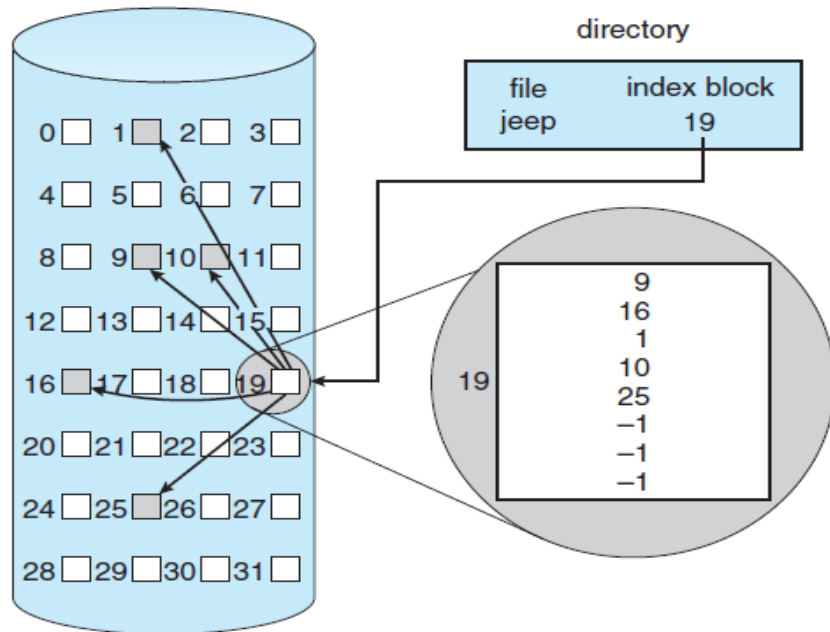 directory
file index block
jeep 19
0 1 2 3
4 5 6 7
8 9 10 11
12 13 14 15
16 17 18 19
20 21 22 23
24 25 26 27
28 29 30 31
19
9
16
1
10
25
–1
–1
–1